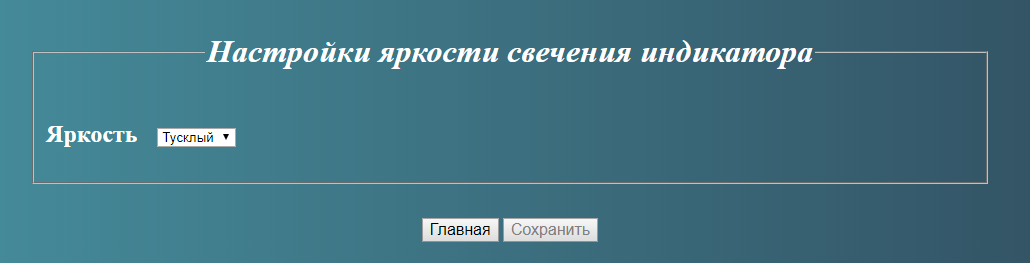 Настройки яркости свечения индикатора
Яркость Тусклый
Главная Сохранить